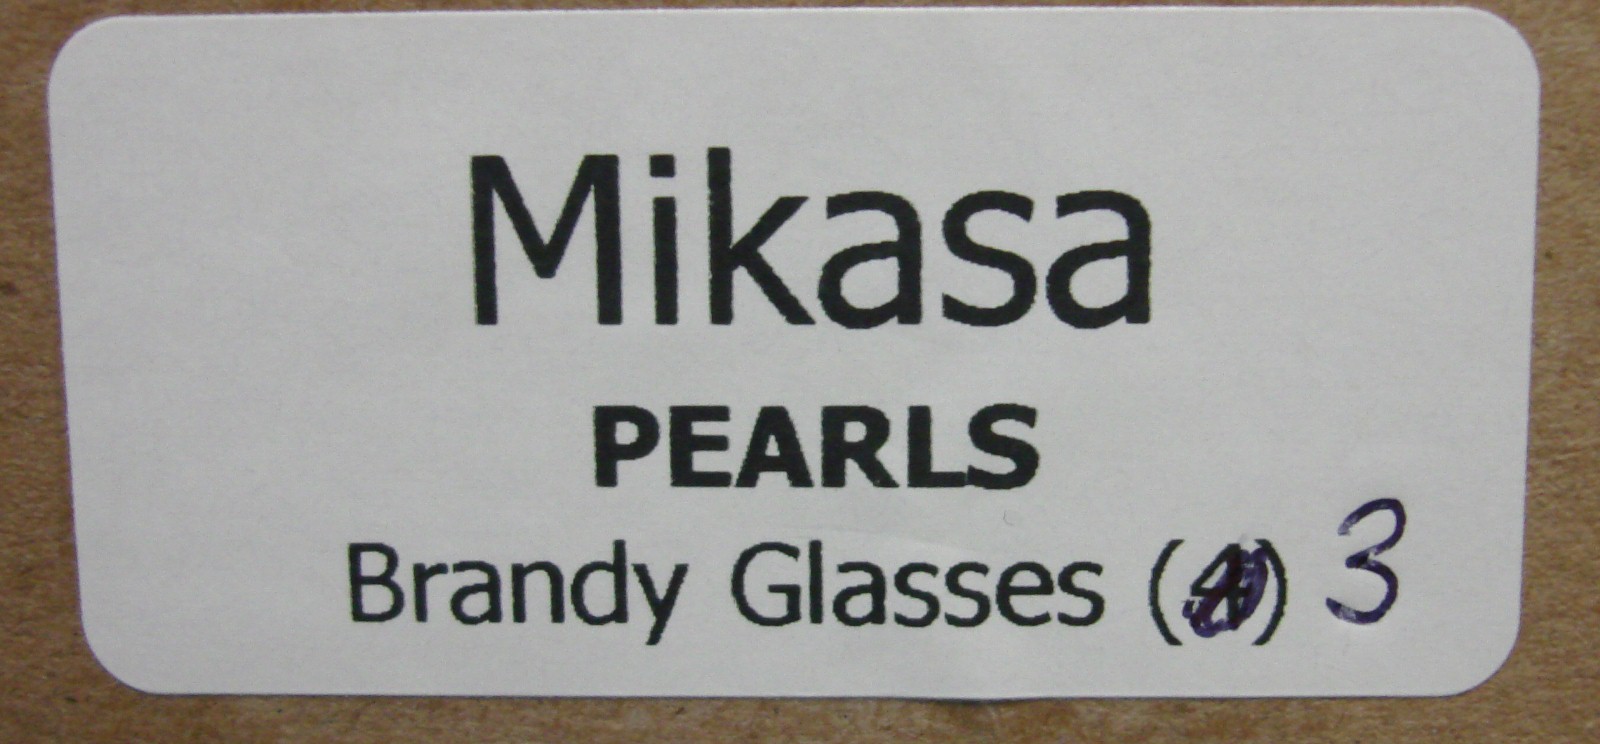 Mikasa
PEARLS
Brandy Glasses (4) 3